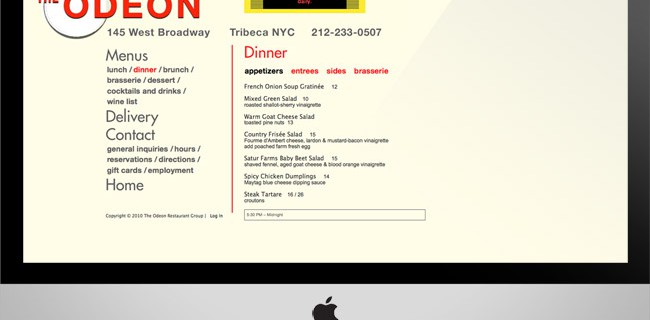 THE ODEON
daily.
145 West Broadway Tribeca NYC 212-233-0507
Menus
lunch / dinner / brunch /
brasserie / dessert /
cocktails and drinks /
wine list
Delivery
Contact
general inquiries / hours /
reservations / directions /
gift cards / employment
Home
Copyright © 2010 The Odeon Restaurant Group | Log in
Dinner
appetizers entrees sides brasserie
French Onion Soup Gratinée 12
Mixed Green Salad 10
roasted shallot-sherry vinaigrette
Warm Goat Cheese Salad
toasted pine nuts 13
Country Frisée Salad 15
Fourme d'Ambert cheese, lardon & mustard-bacon vinaigrette
add poached farm fresh egg
Satur Farms Baby Beet Salad 15
shaved fennel, aged goat cheese & blood orange vinaigrette
Spicy Chicken Dumplings 14
Maytag blue cheese dipping sauce
Steak Tartare 16 / 26
croutons
5:30 PM – Midnight